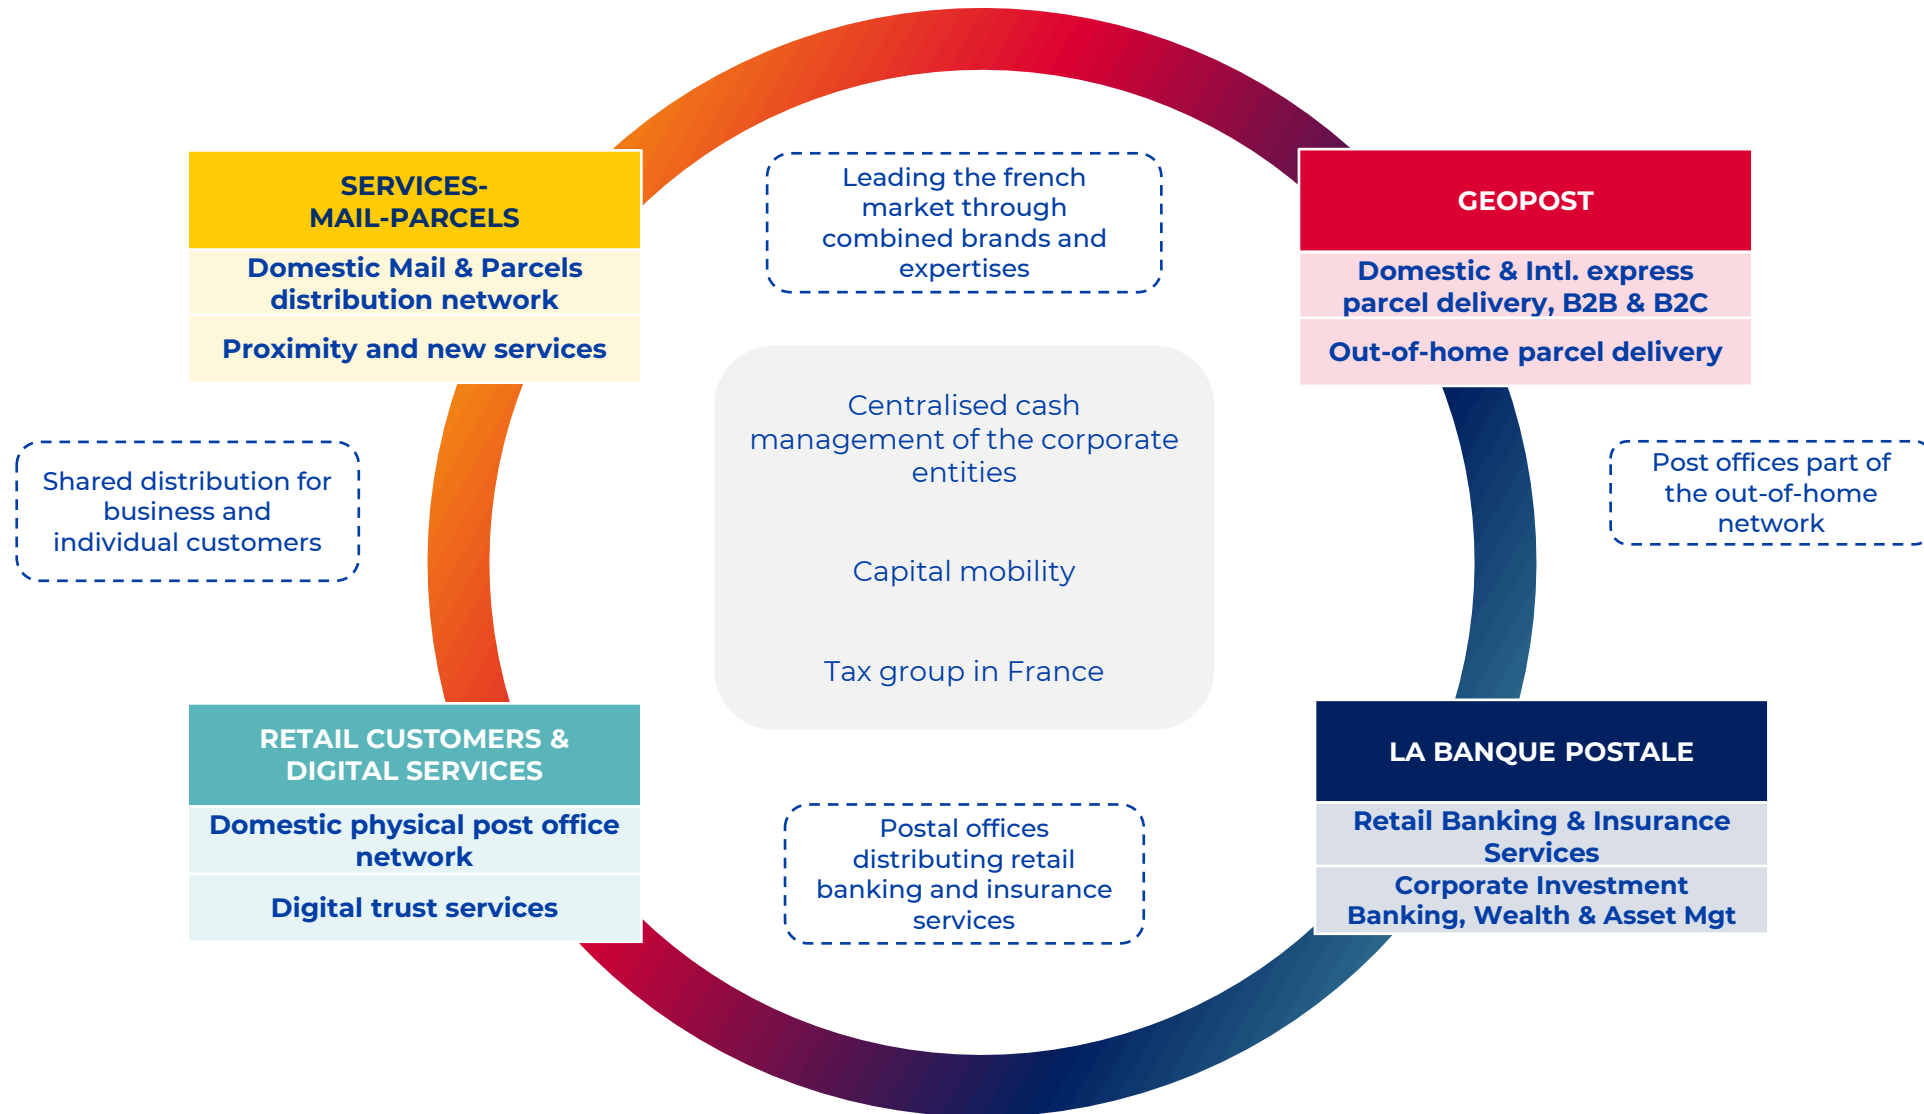 SERVICES-
MAIL-PARCELS
Domestic Mail & Parcels
distribution network
Proximity and new services
Leading the french
market through
combined brands and
expertises
GEOPOST
Domestic & Intl. express
parcel delivery, B2B & B2C
Out-of-home parcel delivery
Shared distribution for
business and
individual customers
Centralised cash
management of the corporate
entities
Capital mobility
Tax group in France
Post offices part of
the out-of-home
network
RETAIL CUSTOMERS &
DIGITAL SERVICES
Domestic physical post office
network
Digital trust services
Postal offices
distributing retail
banking and insurance
services
LA BANQUE POSTALE
Retail Banking & Insurance
Services
Corporate Investment
Banking, Wealth & Asset Mgt